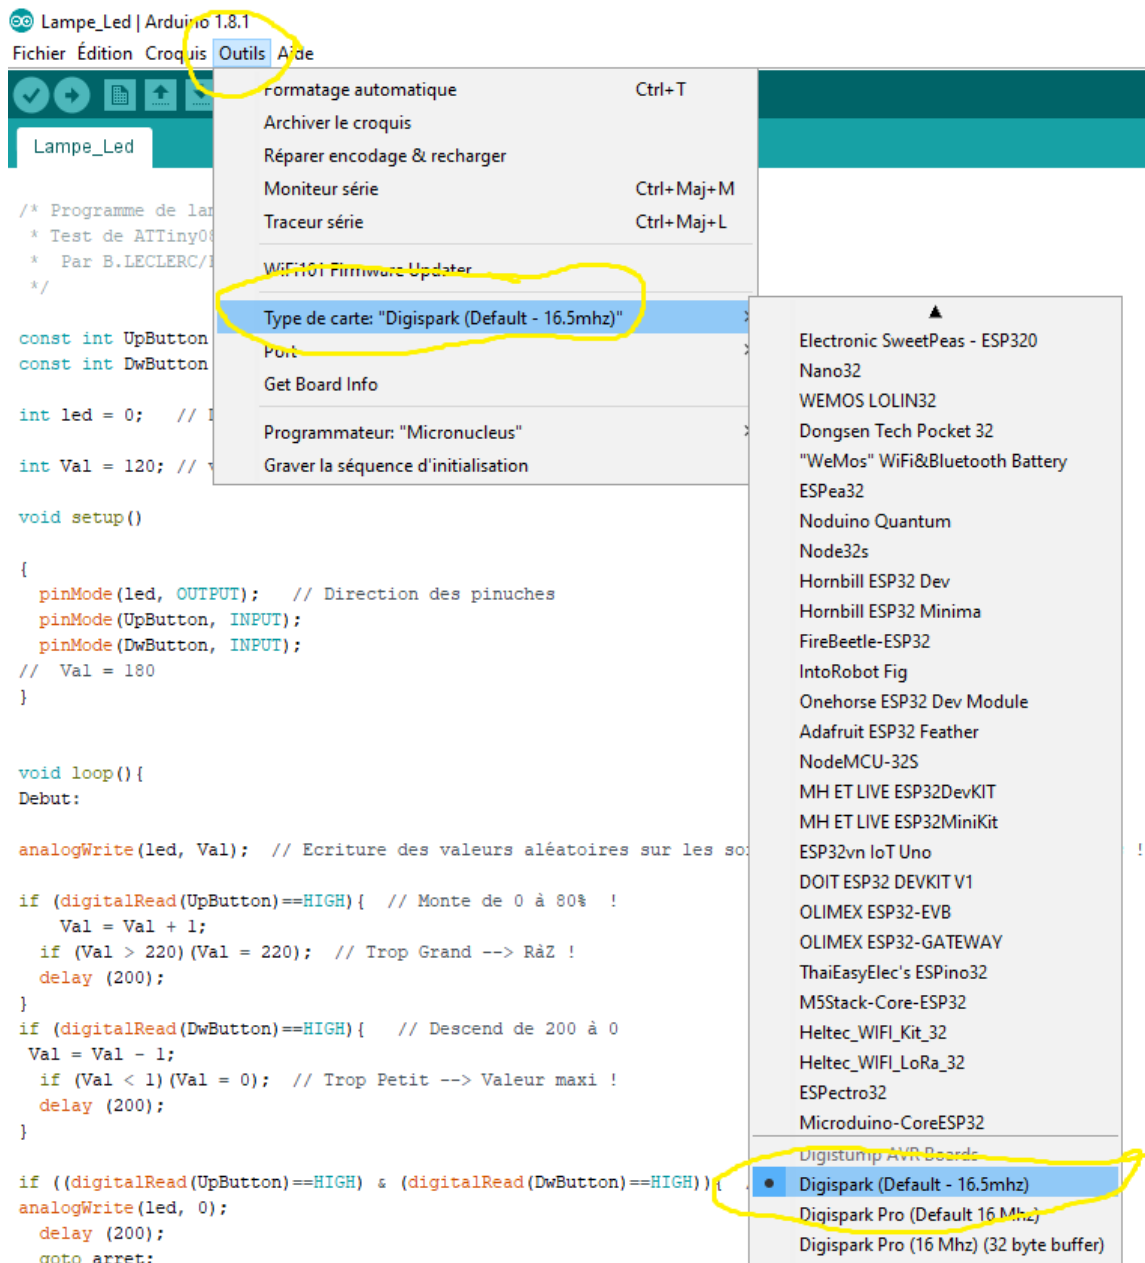 Lampe_Led | Arduino 1.8.1
Fichier Édition Croquis Outils Aide
Formatage automatique Ctrl+T
Archiver le croquis
Réparer encodage & recharger
Moniteur série Ctrl+Maj+M
Traceur série Ctrl+Maj+L
WiFi101 Firmware Updater
Type de carte: "Digispark (Default - 16.5mhz)"
Port
Get Board Info
Programmateur: "Micronucleus"
Graver la séquence d'initialisation
Lampe_Led
/* Programme de
* Test de
* Par B.LECLERC/
*/
const int UpButton
const int DwButton
int led = 0; //
int Val = 120; //
void setup()
{
pinMode(led, OUTPUT); // Direction des pinuches
pinMode(UpButton, INPUT);
pinMode(DwButton, INPUT);
// Val = 180
}
void loop(){
Debut:
analogWrite(led, Val); // Ecriture des valeurs aléatoires sur les !
if (digitalRead(UpButton)==HIGH){ // Monte de 0 à 80% !
Val = Val + 1;
if (Val > 220)(Val = 220); // Trop Grand --> RàZ !
delay (200);
}
if (digitalRead(DwButton)==HIGH){ // Descend de 200 à 0
Val = Val - 1;
if (Val < 1)(Val = 0); // Trop Petit --> Valeur maxi !
delay (200);
}
if ((digitalRead(UpButton)==HIGH) & (digitalRead(DwButton)==HIGH)){
analogWrite(led, 0);
delay (200);
goto arret;
Electronic SweetPeas - ESP320
Nano32
WEMOS LOLIN32
Dongsen Tech Pocket 32
"WeMos" WiFi&Bluetooth Battery
ESPea32
Noduino Quantum
Node32s
Hornbill ESP32 Dev
Hornbill ESP32 Minima
FireBeetle-ESP32
IntoRobot Fig
Onehorse ESP32 Dev Module
Adafruit ESP32 Feather
NodeMCU-32S
MH ET LIVE ESP32DevKIT
MH ET LIVE ESP32MiniKit
ESP32vn IoT Uno
DOIT ESP32 DEVKIT V1
OLIMEX ESP32-EVB
OLIMEX ESP32-GATEWAY
ThaiEasyElec's ESPino32
M5Stack-Core-ESP32
Heltec_WIFI_Kit_32
Heltec_WIFI_LoRa_32
ESPectro32
Microduino-CoreESP32
Digistump AVR Boards
Digispark (Default - 16.5mhz)
Digispark Pro (Default 16 Mhz)
Digispark Pro (16 Mhz) (32 byte buffer)